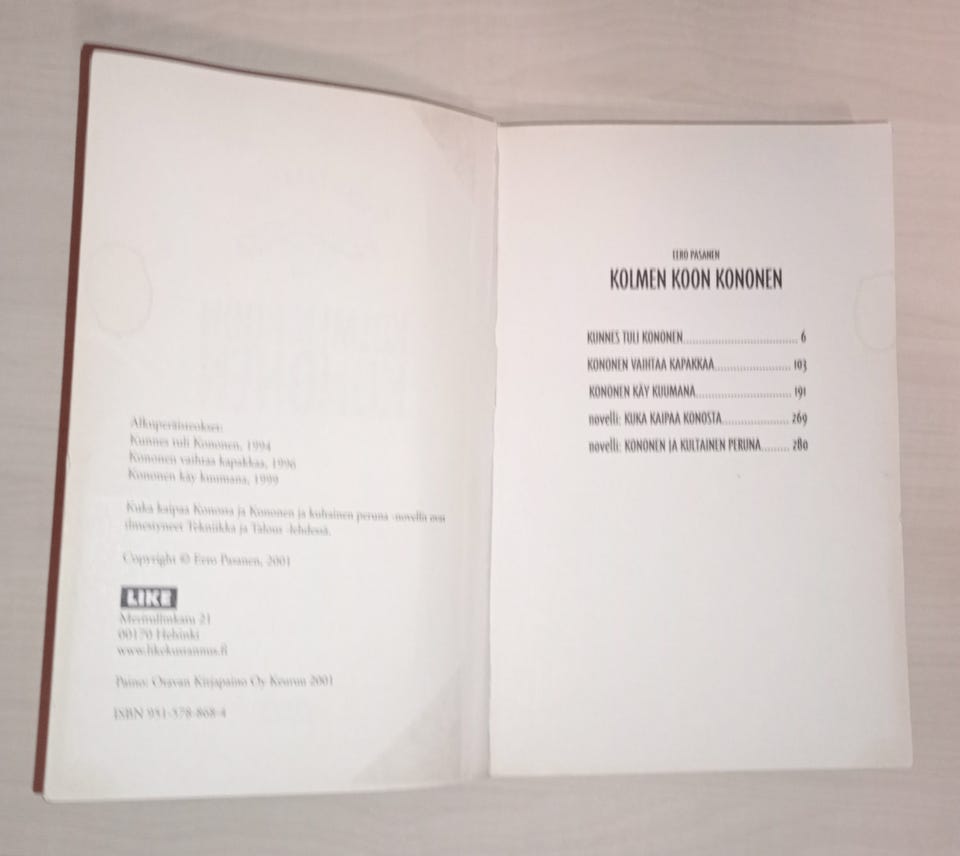 Alkuperäisteokset:
Kunnes tuli Kononen, 1994
Kononen vaihtaa kapakkaa, 1996
Kononen käy kuumana, 1999
Kuka kaipaa Konosta ja Kononen ja kultainen peruna -novellit ovat
ilmestyneet Tekniikka ja Talous -lehdessä.
Copyright © Eero Pasanen, 2001
LIKE
Meritullinkatu 21
00170 Helsinki
www.likekustannus.fi
Paino: Oravan Kirjapaino Oy Keuruu 2001
ISBN 951-578-868-4
EERO PASANEN
KOLMEN KOON KONONEN
KUNNES TULI KONONEN.................................. 6
KONONEN VAIHTAA KAPAKKAA....................... 103
KONONEN KÄY KUUMANA............................. 191
novelli: KUKA KAIPAA KONOSTA.................... 269
novelli: KONONEN JA KULTAINEN PERUNA........ 280